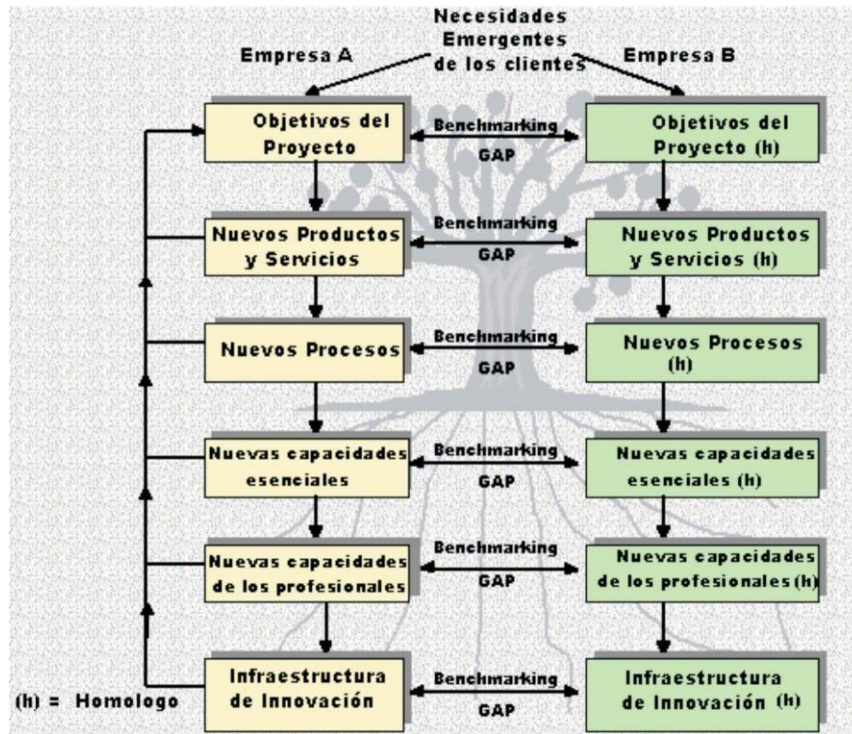 Necesidades
Emergentes
de los clientes
Empresa A
Empresa B
Objetivos del
Proyecto
Benchmarking
GAP
Objetivos del
Proyecto (h)
Nuevos Productos
y Servicios
Benchmarking
GAP
Nuevos Productos
y Servicios (h)
Nuevos Procesos
Benchmarking
GAP
Nuevos Procesos
(h)
Nuevas capacidades
esenciales
Benchmarking
GAP
Nuevas capacidades
esenciales (h)
Nuevas capacidades
de los profesionales
Benchmarking
GAP
Nuevas capacidades
de los profesionales (h)
Infraestructura
de Innovación
Benchmarking
GAP
Infraestructura
de Innovación (h)
(h) = Homologo